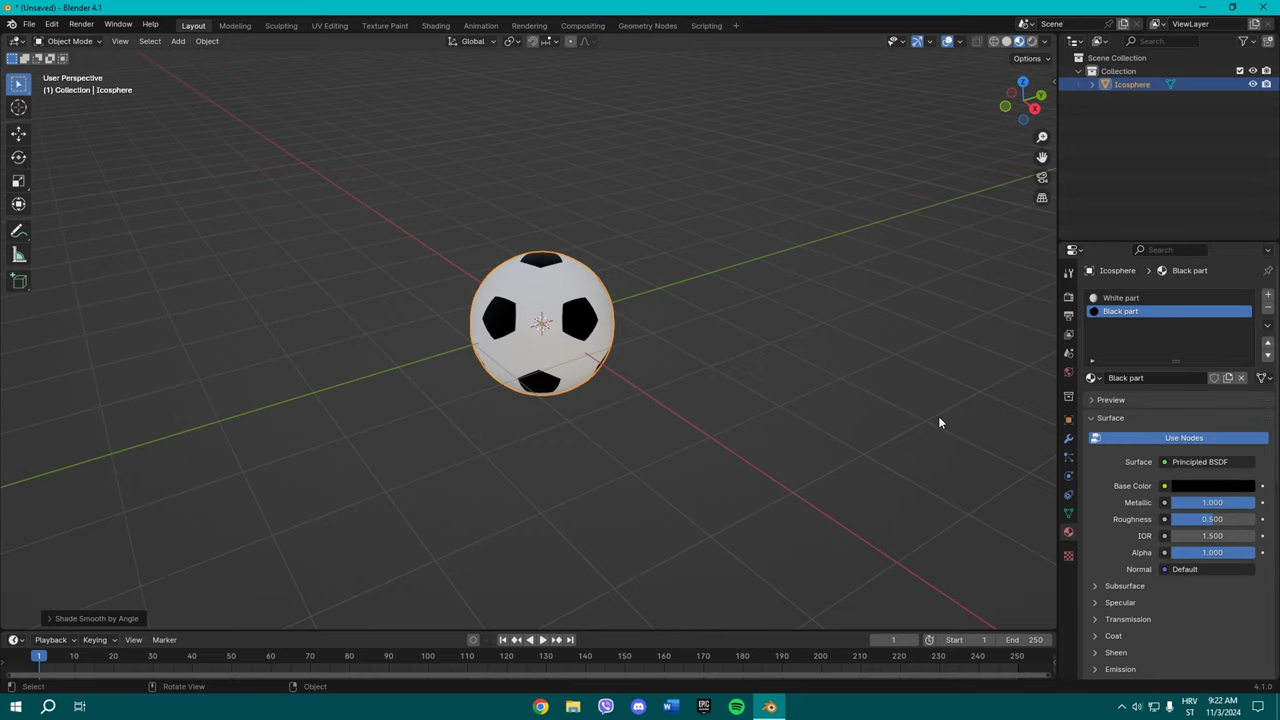 * (Unsaved) - Blender 4.1
File Edit Render Window Help Layout Modeling Sculpting UV Editing Texture Paint Shading Animation Rendering Compositing Geometry Nodes Scripting + Scene ViewLayer
Object Mode View Select Add Object Global Search
Options
User Perspective
(1) Collection | Icosphere
Scene Collection
Collection
Icosphere
Z
Y
X
Search
Icosphere > Black part
White part
Black part
Black part
Preview
Surface
Use Nodes
Surface Principled BSDF
Base Color
Metallic 1.000
Roughness 0.500
IOR 1.500
Alpha 1.000
Normal Default
Subsurface
Specular
Transmission
Coat
Sheen
Emission
> Shade Smooth by Angle
Playback Keying View Marker 1 Start 1 End 250
1 10 20 30 40 50 60 70 80 90 100 110 120 130 140 150 160 170 180 190 200 210 220 230 240 250
Select Rotate View Object 4.1.0
HRV 9:22 AM
ST 11/3/2024